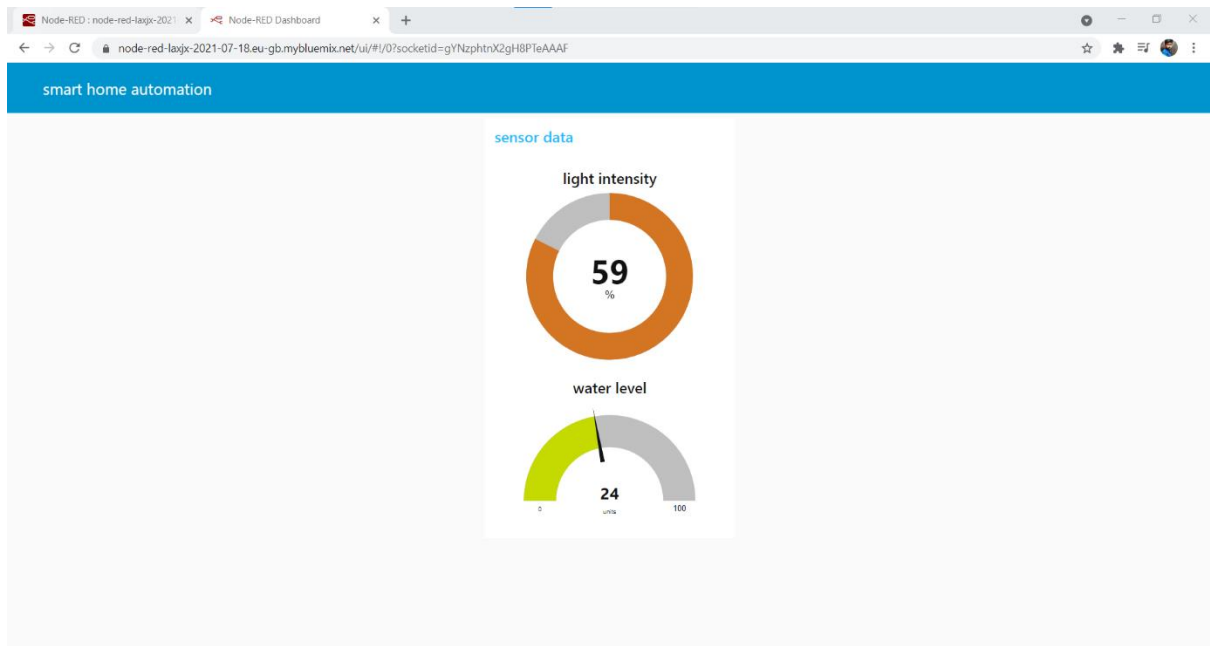 Node-RED : node-red-laxjx-2021
Node-RED Dashboard
node-red-laxjx-2021-07-18.eu-gb.mybluemix.net/ui/#!/0?socketid=gYNzphtnX2gH8PTeAAAF
smart home automation
sensor data
light intensity
59
%
water level
24
0
units
100